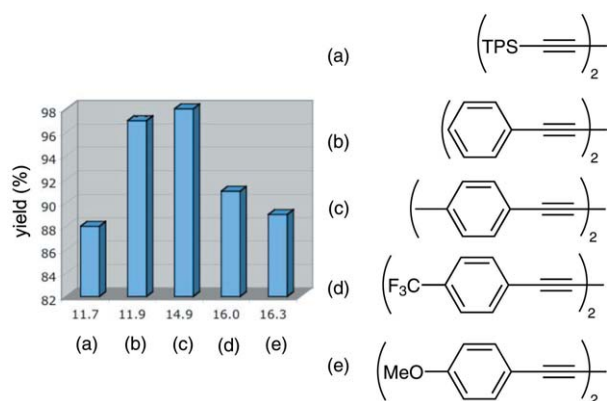 yield (%)
98
96
94
92
90
88
86
84
82
11.7 11.9 14.9 16.0 16.3
(a) (b) (c) (d) (e)
(a) TPS 2
(b) 2
(c) 2
(d) F3C 2
(e) MeO 2